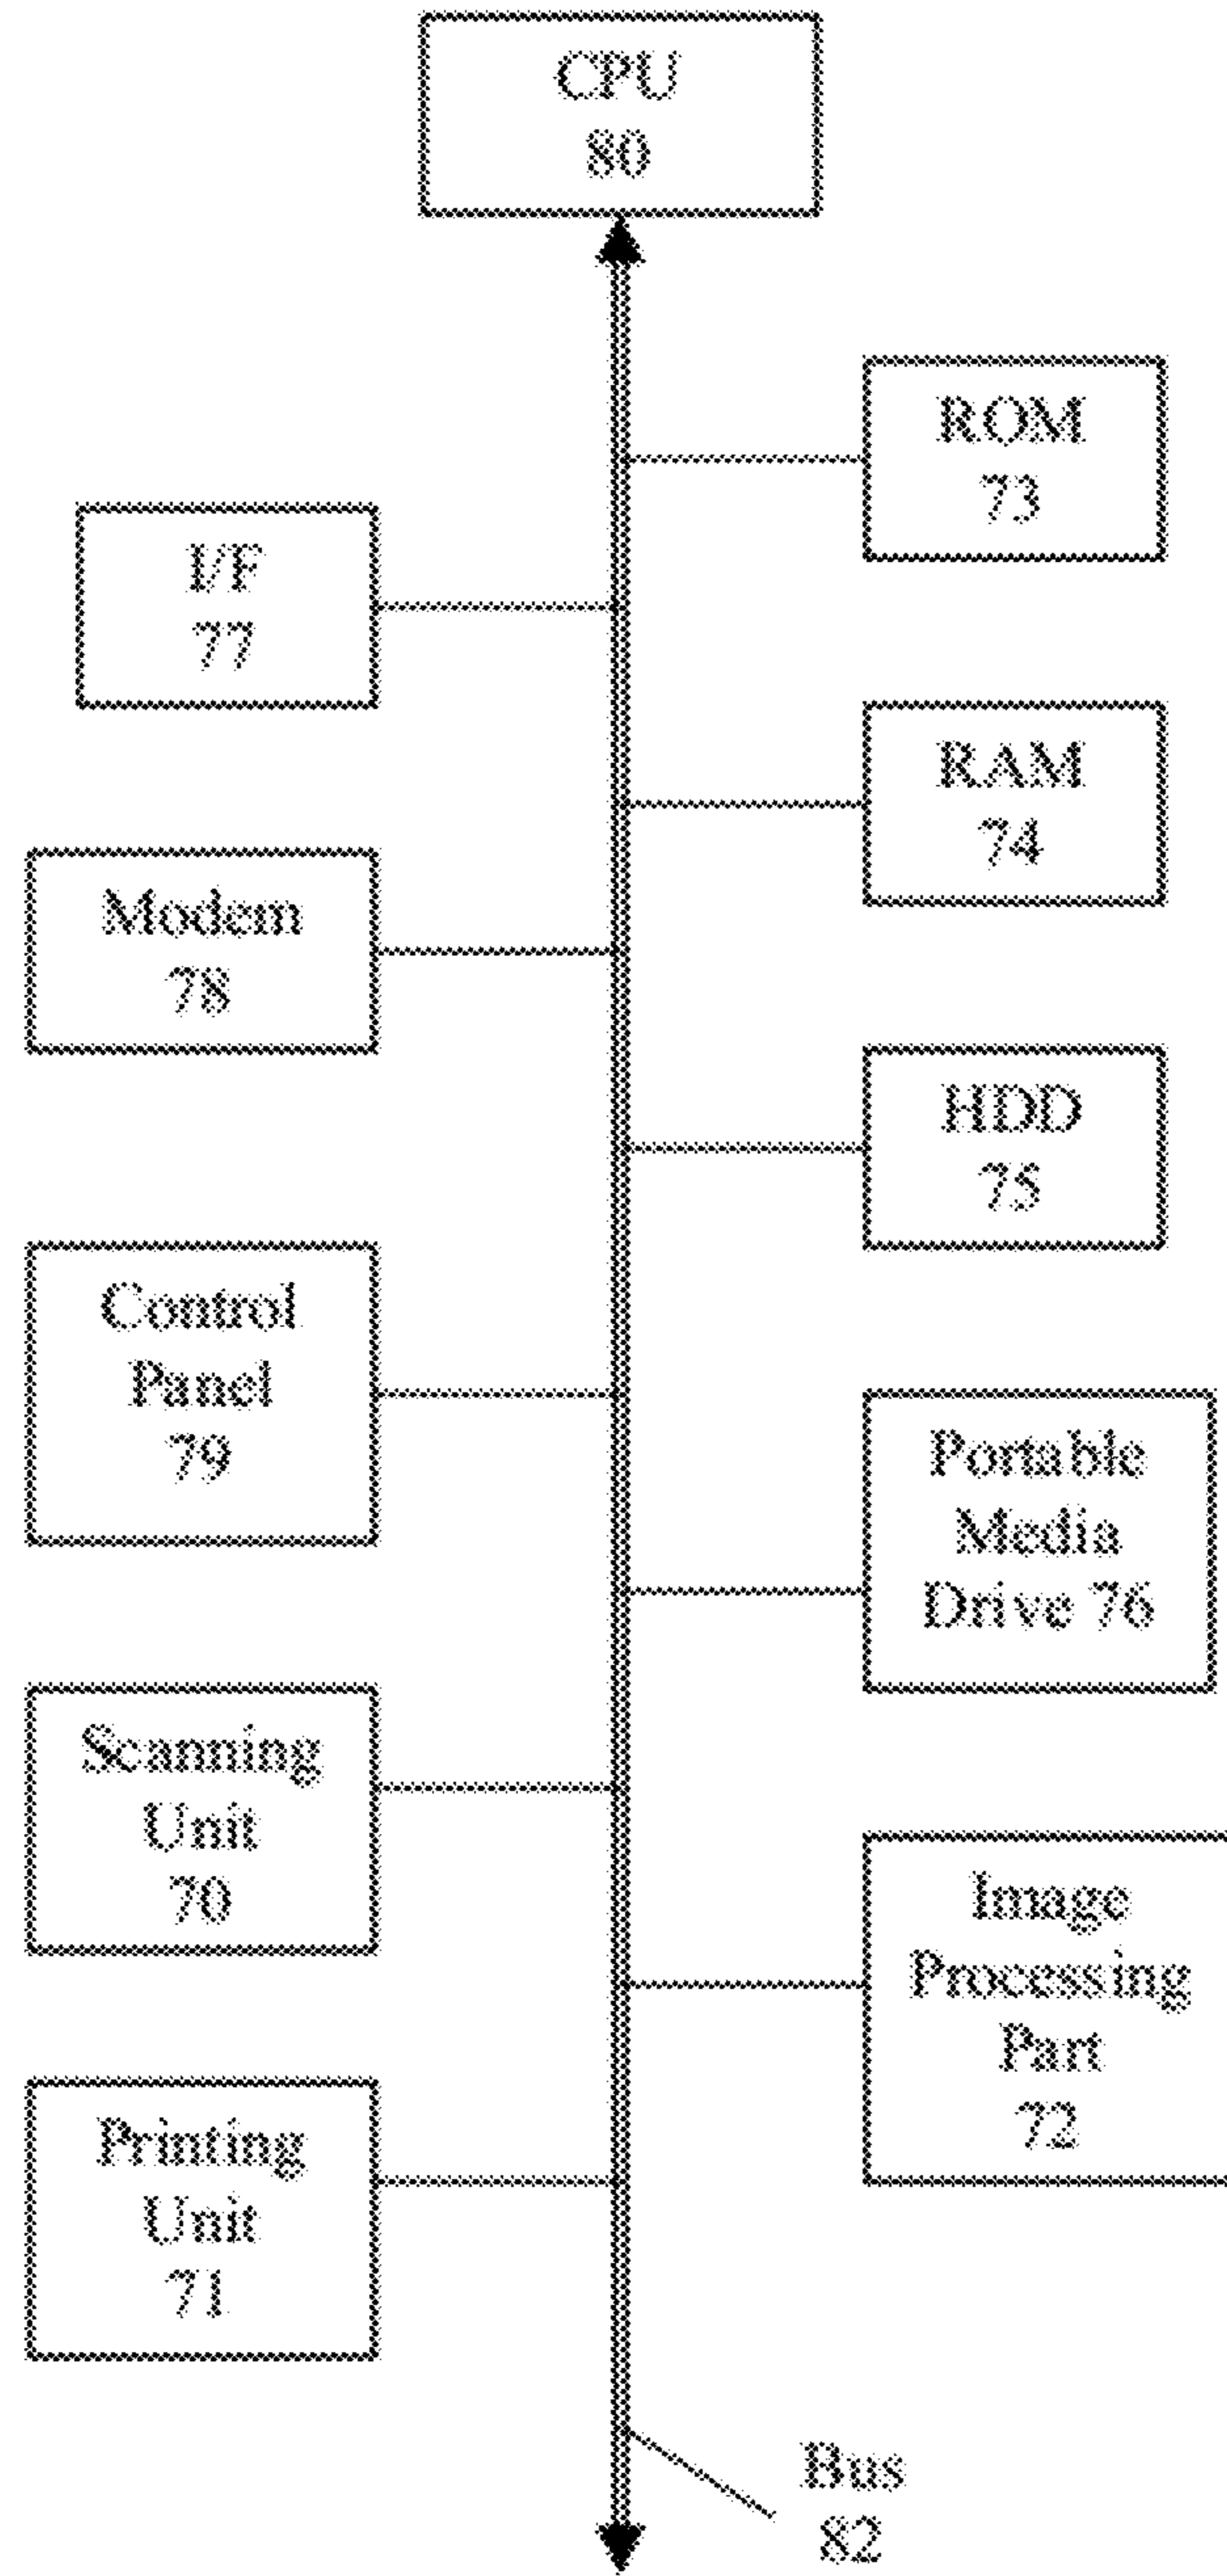 CPU
80
ROM
73
I/F
77
RAM
74
Modem
78
HDD
75
Control
Panel
79
Portable
Media
Drive 76
Scanning
Unit
70
Image
Processing
Part
72
Printing
Unit
71
Bus
82